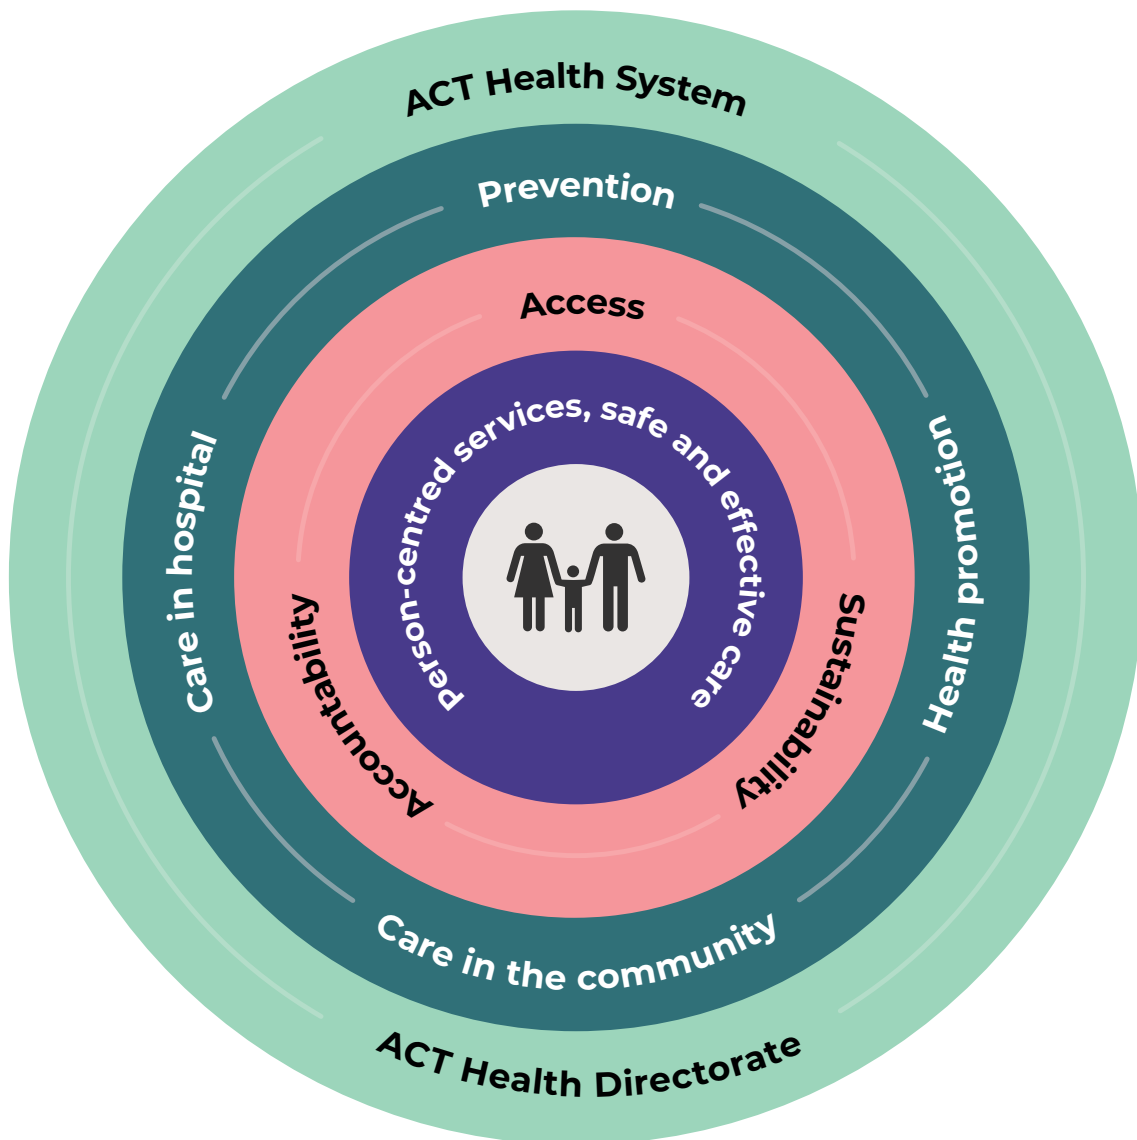 ACT Health System
Prevention
Access
Person-centred services, safe and effective care
Care in hospital
Health promotion
Accountability
Sustainability
Care in the community
ACT Health Directorate